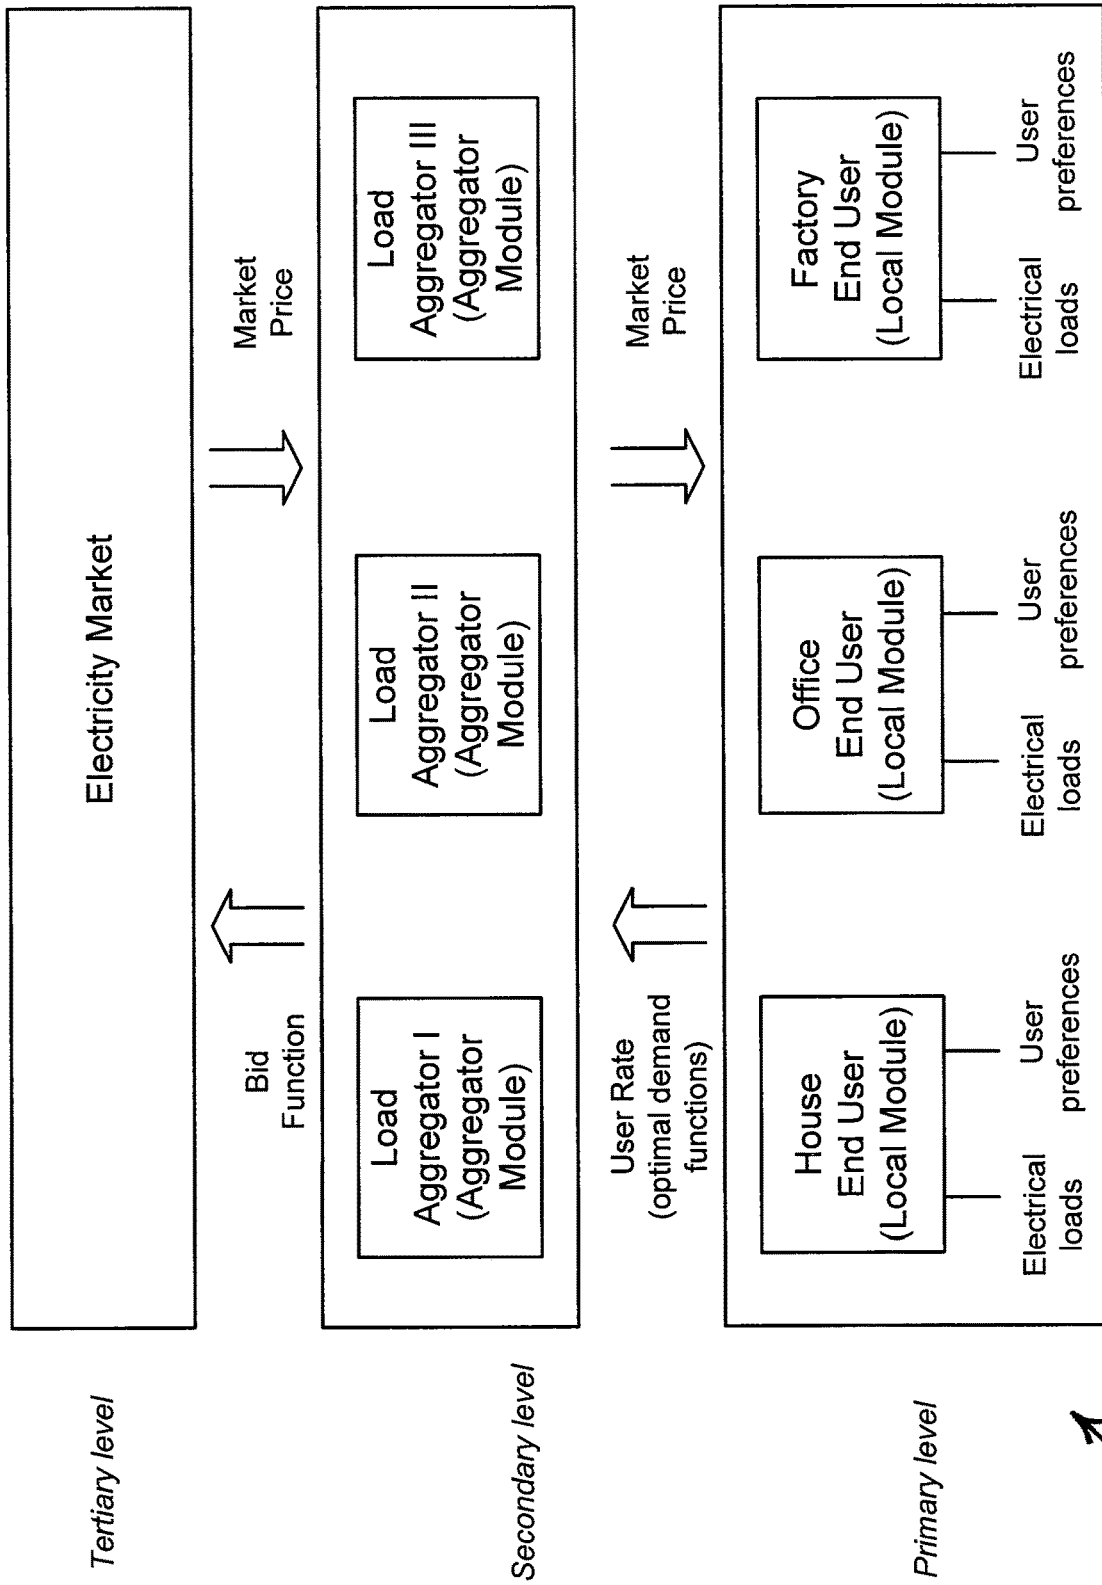 Tertiary level
Electricity Market
Bid
Function
Market
Price
Secondary level
Load
Aggregator I
(Aggregator
Module)
Load
Aggregator II
(Aggregator
Module)
Load
Aggregator III
(Aggregator
Module)
User Rate
(optimal demand
functions)
Market
Price
Primary level
House
End User
(Local Module)
Office
End User
(Local Module)
Factory
End User
(Local Module)
Electrical
loads
User
preferences
Electrical
loads
User
preferences
Electrical
loads
User
preferences